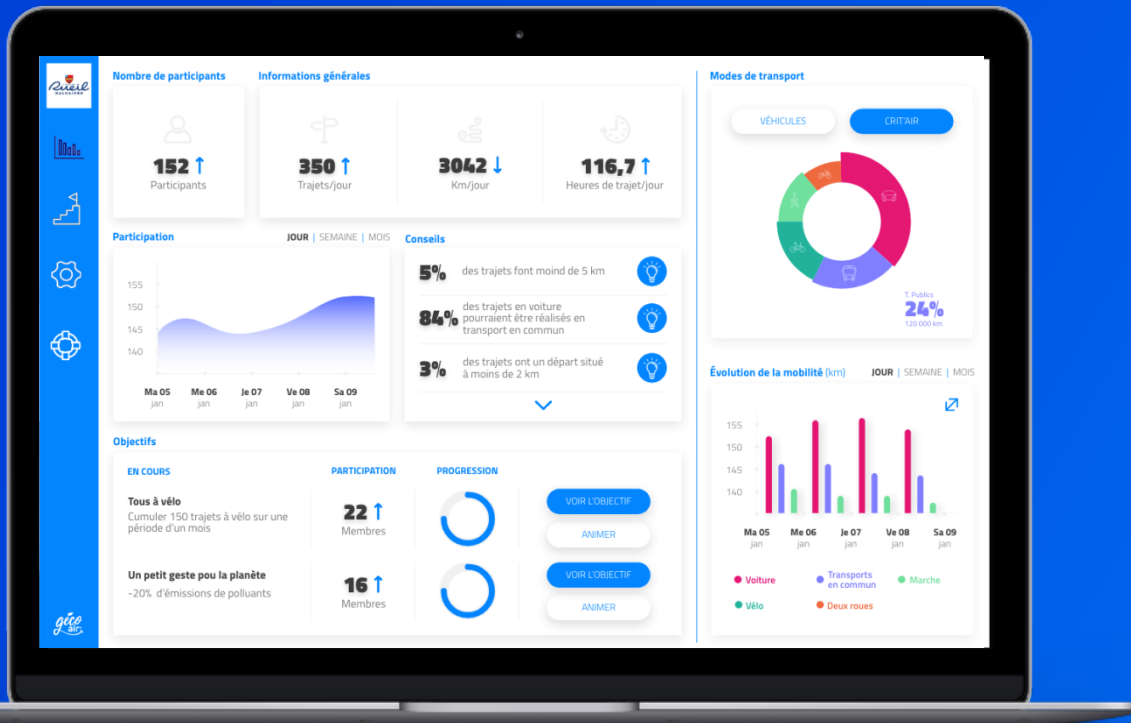 Rueil
MALMAISON
Nombre de participants
152
Participants
Informations générales
350
Trajets/jour
3042
Km/jour
116,7
Heures de trajet/jour
Participation
JOUR | SEMAINE | MOIS
155
150
145
140
Ma 05
jan
Me 06
jan
Je 07
jan
Ve 08
jan
Sa 09
jan
Conseils
5%
des trajets font moind de 5 km
84%
des trajets en voiture
pourraient être réalisés en
transport en commun
3%
des trajets ont un départ situé
à moins de 2 km
Objectifs
EN COURS
PARTICIPATION
PROGRESSION
Tous à vélo
Cumuler 150 trajets à vélo sur une
période d'un mois
22
Membres
VOIR L'OBJECTIF
ANIMER
Un petit geste pou la planète
-20% d'émissions de polluants
16
Membres
VOIR L'OBJECTIF
ANIMER
géco
air
Modes de transport
VÉHICULES
CRIT'AIR
T. Publics
24%
120 000 km
Évolution de la mobilité (km)
JOUR | SEMAINE | MOIS
155
150
145
140
Ma 05
jan
Me 06
jan
Je 07
jan
Ve 08
jan
Sa 09
jan
Voiture
Transports
en commun
Marche
Vélo
Deux roues